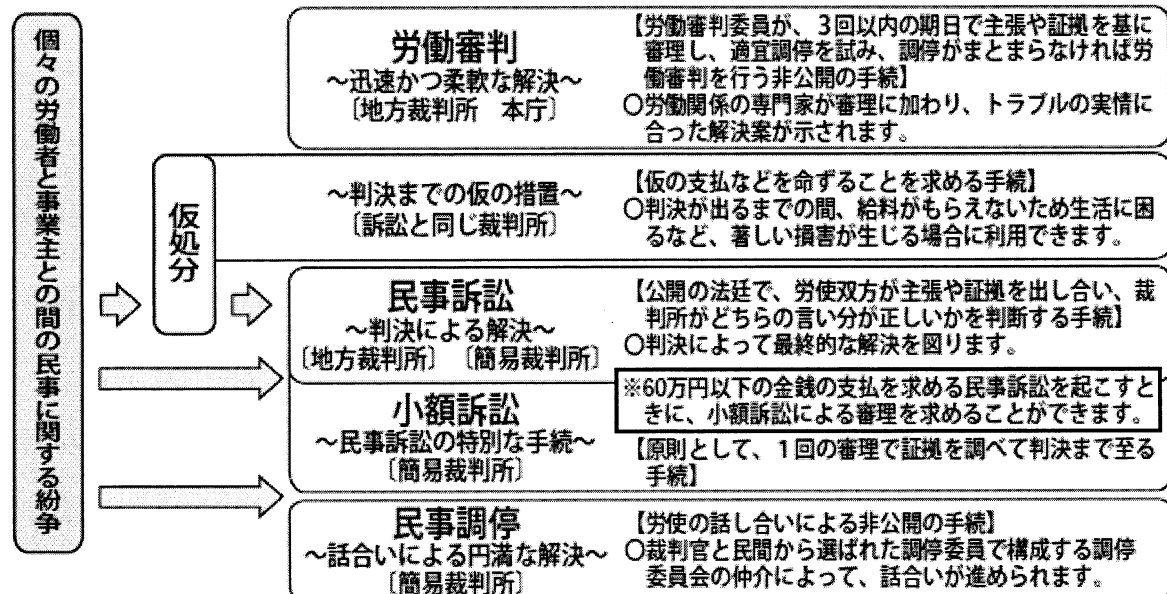 個々の労働者と事業主との間の民事に関する紛争
労働審判
~迅速かつ柔軟な解決~
〔地方裁判所 本庁〕
【労働審判委員が、3回以内の期日で主張や証拠を基に
審理し、適宜調停を試み、調停がまとまらなければ労
働審判を行う非公開の手続】
○労働関係の専門家が審理に加わり、トラブルの実情に
合った解決案が示されます。
仮処分
~判決までの仮の措置~
〔訴訟と同じ裁判所〕
【仮の支払などを命ずることを求める手続】
○判決が出るまでの間、給料がもらえないため生活に困
るなど、著しい損害が生じる場合に利用できます。
民事訴訟
~判決による解決~
〔地方裁判所〕〔簡易裁判所〕
【公開の法廷で、労使双方が主張や証拠を出し合い、裁
判所がどちらの言い分が正しいかを判断する手続】
○判決によって最終的な解決を図ります。
※60万円以下の金銭の支払を求める民事訴訟を起こすと
きに、小額訴訟による審理を求めることができます。
小額訴訟
~民事訴訟の特別な手続~
〔簡易裁判所〕
【原則として、1回の審理で証拠を調べて判決まで至る
手続】
民事調停
~話合いによる円満な解決~
〔簡易裁判所〕
【労使の話し合いによる非公開の手続】
○裁判官と民間から選ばれた調停委員で構成する調停
委員会の仲介によって、話合いが進められます。